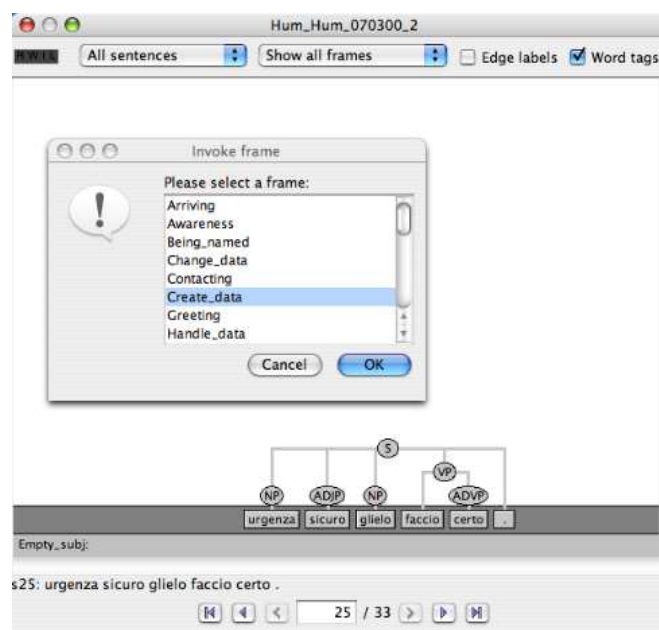 Hum_Hum_070300_2
All sentences Show all frames Edge labels Word tags
Invoke frame
Please select a frame:
Arriving
Awareness
Being_named
Change_data
Contacting
Create_data
Greeting
Handle_data
Cancel OK
S
VP
NP ADJP NP ADVP
urgenza sicuro glielo faccio certo .
Empty_subj:
s25: urgenza sicuro glielo faccio certo .
25 / 33